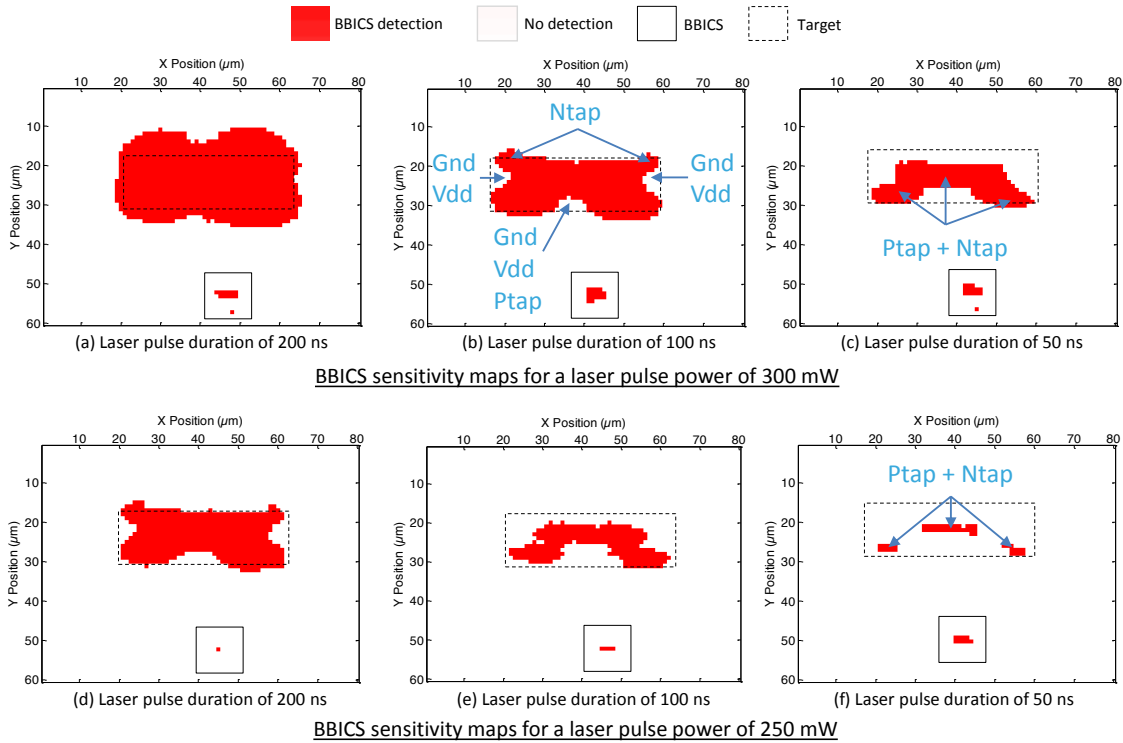 BBICS detection No detection BBICS Target
X Position (µm) X Position (µm) X Position (µm)
10 20 30 40 50 60 70 80 10 20 30 40 50 60 70 80 10 20 30 40 50 60 70 80
Y Position (µm) 10 20 30 40 50 60
Y Position (µm) 10 20 30 40 50 60
Y Position (µm) 10 20 30 40 50 60
Ntap
Gnd
Vdd
Gnd
Vdd
Gnd
Vdd
Ptap
Ptap + Ntap
(a) Laser pulse duration of 200 ns (b) Laser pulse duration of 100 ns (c) Laser pulse duration of 50 ns
BBICS sensitivity maps for a laser pulse power of 300 mW
X Position (µm) X Position (µm) X Position (µm)
10 20 30 40 50 60 70 80 10 20 30 40 50 60 70 80 10 20 30 40 50 60 70 80
Y Position (µm) 10 20 30 40 50 60
Y Position (µm) 10 20 30 40 50 60
Y Position (µm) 10 20 30 40 50 60
Ptap + Ntap
(d) Laser pulse duration of 200 ns (e) Laser pulse duration of 100 ns (f) Laser pulse duration of 50 ns
BBICS sensitivity maps for a laser pulse power of 250 mW